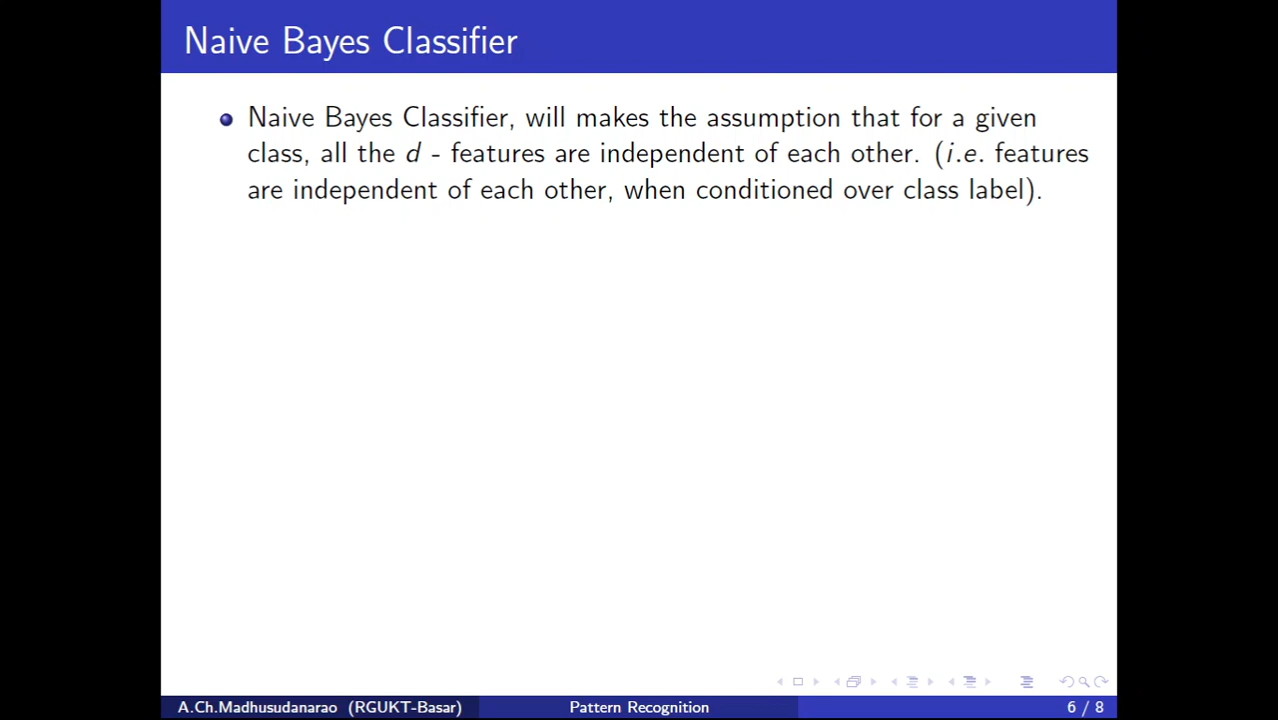 Naive Bayes Classifier
Naive Bayes Classifier, will makes the assumption that for a given
class, all the d - features are independent of each other. (i.e. features
are independent of each other, when conditioned over class label).
A.Ch.Madhusudanarao (RGUKT-Basar)
Pattern Recognition
6 / 8